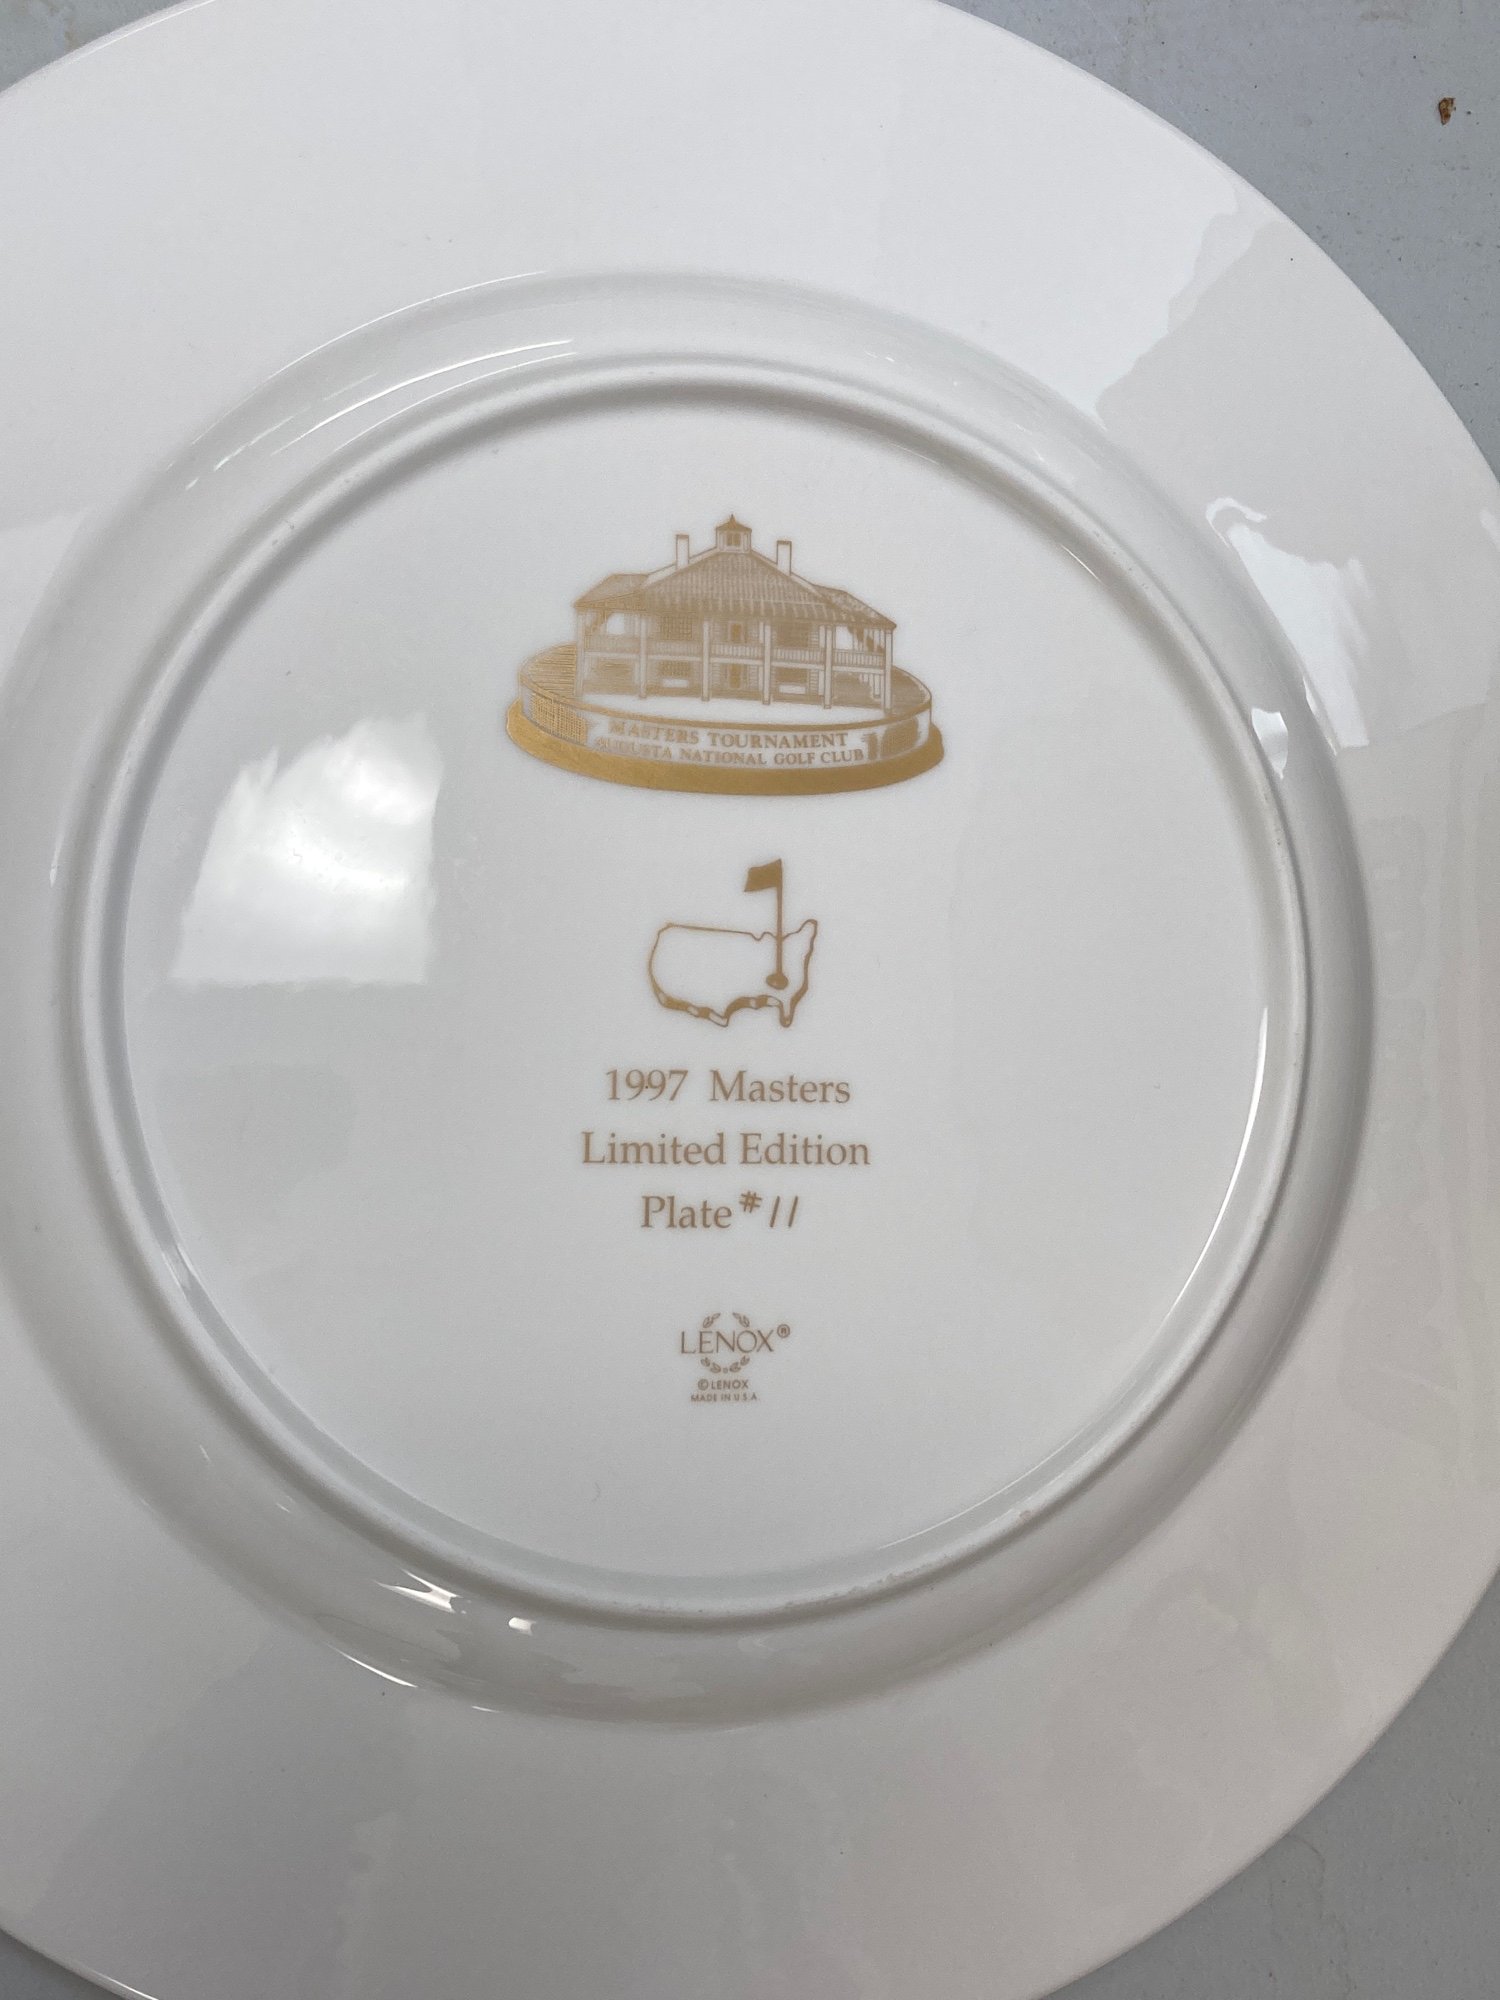 MASTERS TOURNAMENT
AUGUSTA NATIONAL GOLF CLUB
1997 Masters
Limited Edition
Plate #11
LENOX®
© LENOX
MADE IN U.S.A.